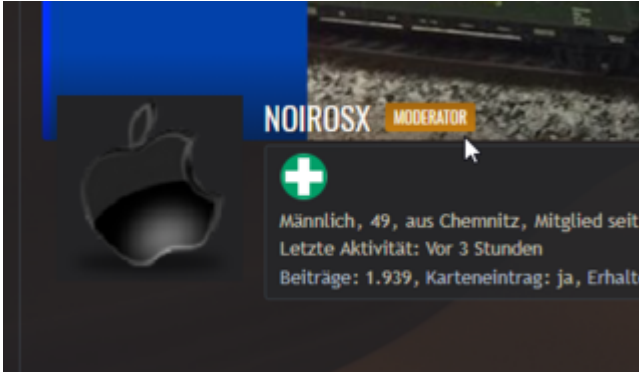 NOIROSX MODERATOR
Männlich, 49, aus Chemnitz, Mitglied seit
Letzte Aktivität: Vor 3 Stunden
Beiträge: 1.939, Karteneintrag: ja, Erhalt